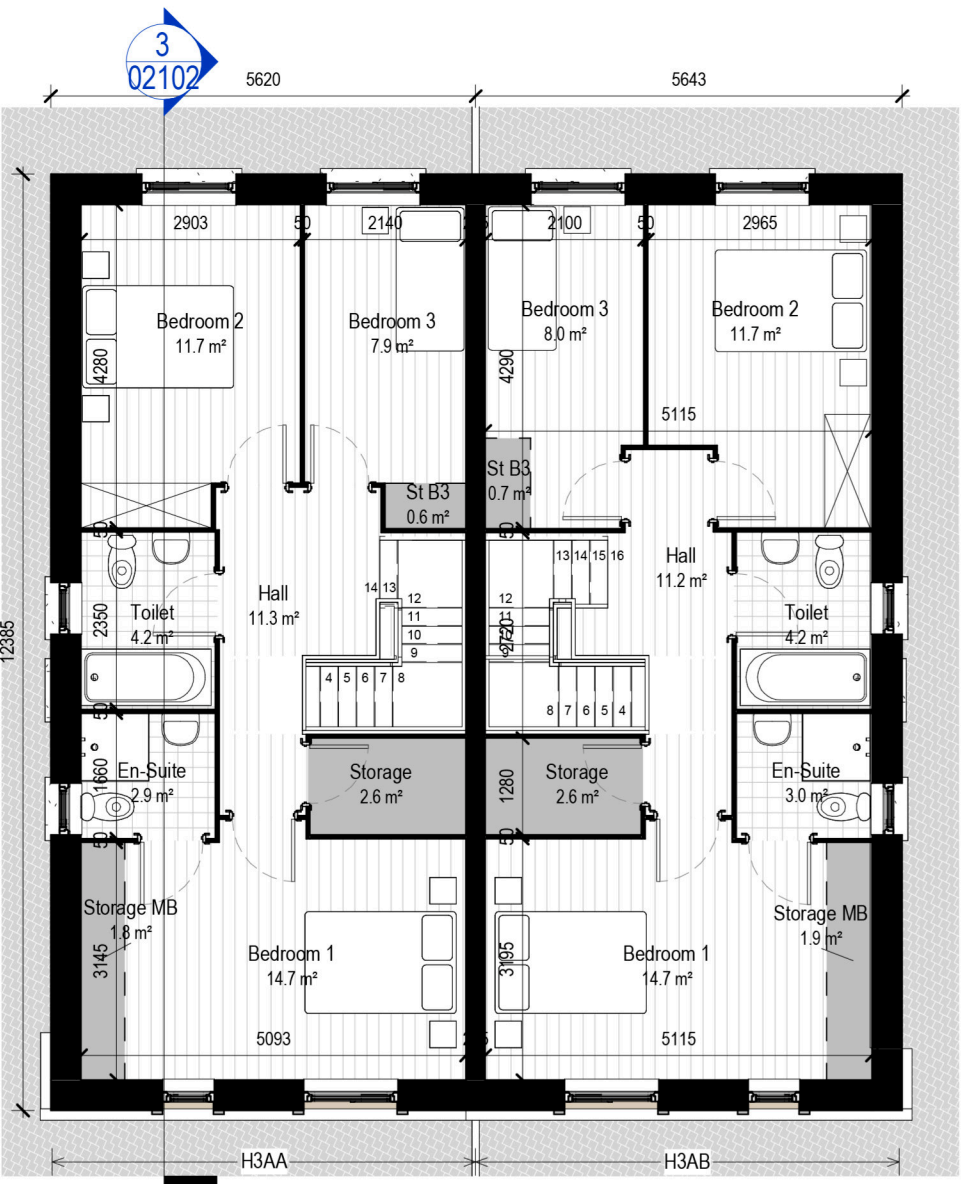 3
02102
5620
5643
2903
50
2140
2100
50
2965
Bedroom 2
11.7 m²
Bedroom 3
7.9 m²
Bedroom 3
8.0 m²
Bedroom 2
11.7 m²
4280
4290
5115
St B3
0.6 m²
St B3
0.7 m²
50
50
13 14 15 16
Hall
11.3 m²
Hall
11.2 m²
14 13
12
11
10
9
12
11
9
2720
Toilet
4.2 m²
2350
Toilet
4.2 m²
12385
4 5 6 7 8
8 7 6 5 4
50
En-Suite
2.9 m²
1660
Storage
2.6 m²
1280
Storage
2.6 m²
En-Suite
3.0 m²
50
50
Storage MB
1.8 m²
3145
Bedroom 1
14.7 m²
3195
Bedroom 1
14.7 m²
Storage MB
1.9 m²
5093
5115
H3AA
H3AB